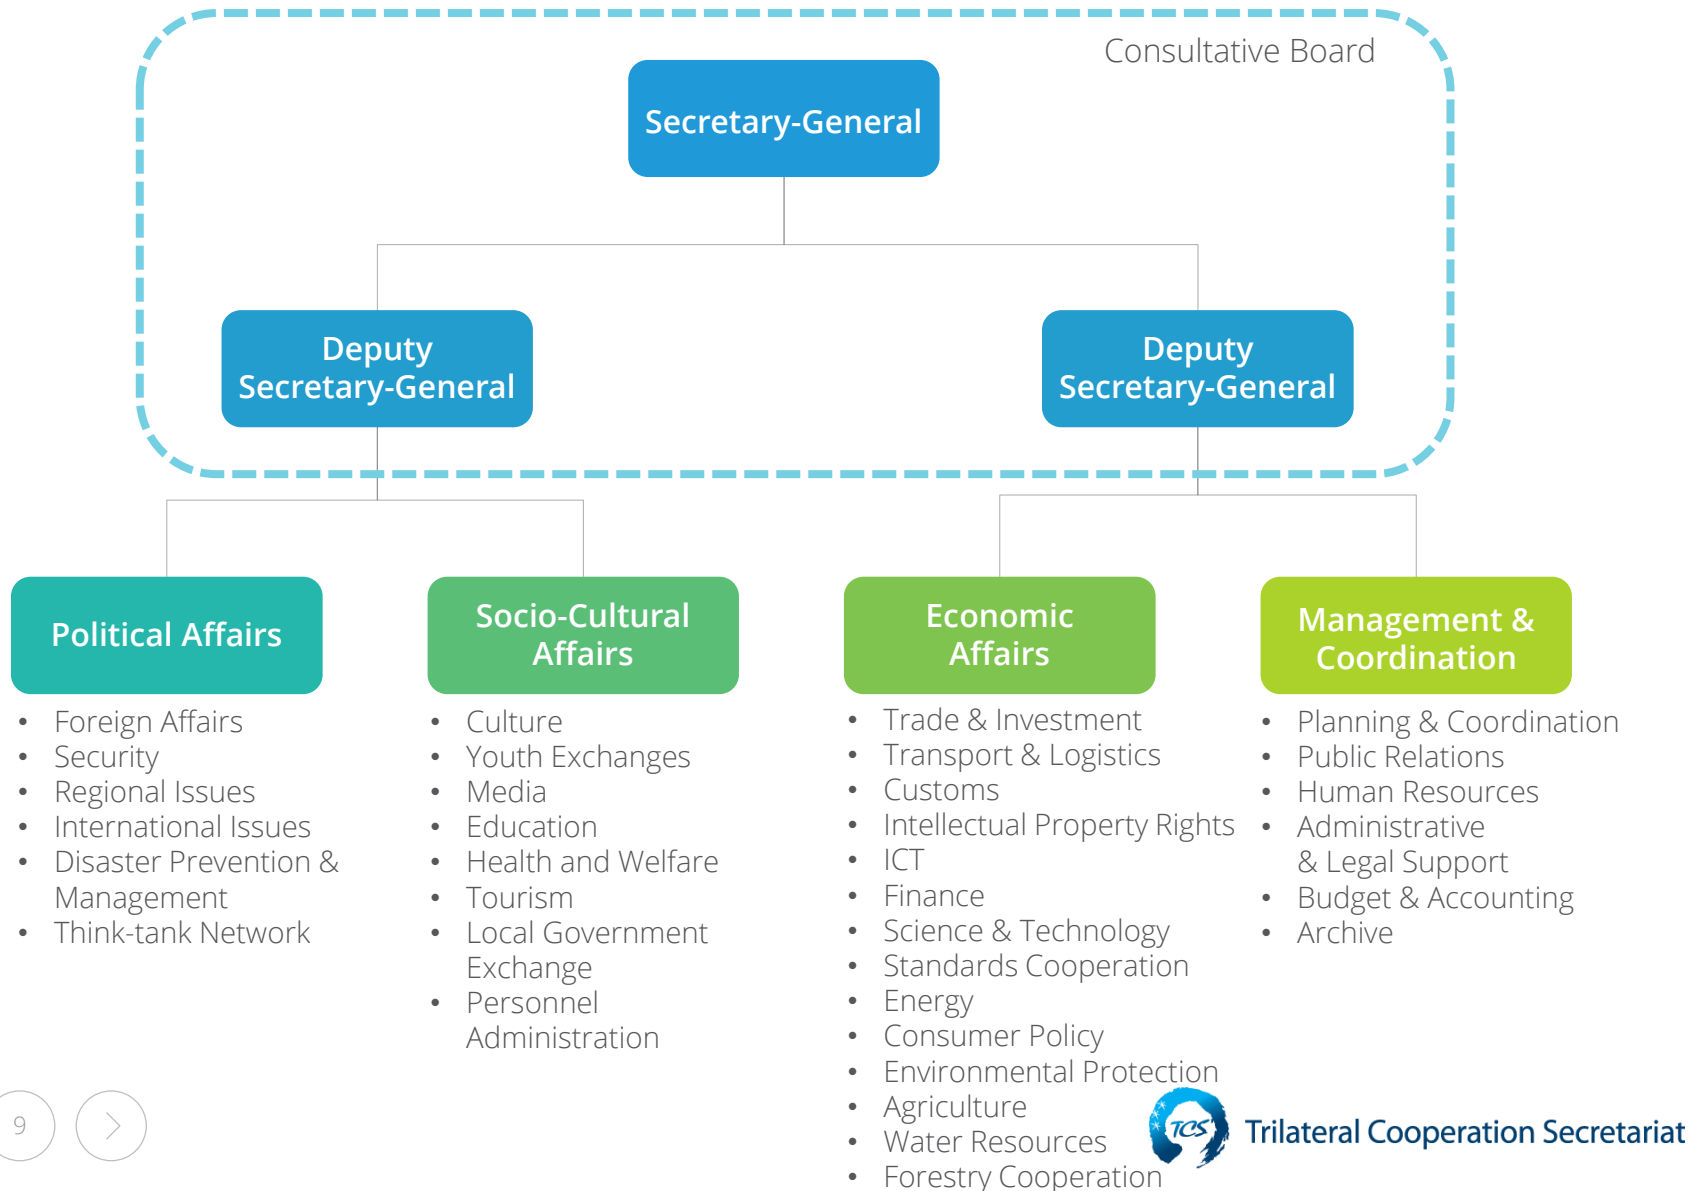 Consultative Board
Secretary-General
Deputy
Secretary-General
Deputy
Secretary-General
Political Affairs
• Foreign Affairs
• Security
• Regional Issues
• International Issues
• Disaster Prevention &
Management
• Think-tank Network
Socio-Cultural
Affairs
• Culture
• Youth Exchanges
• Media
• Education
• Health and Welfare
• Tourism
• Local Government
Exchange
• Personnel
Administration
Economic
Affairs
• Trade & Investment
• Transport & Logistics
• Customs
• Intellectual Property Rights
• ICT
• Finance
• Science & Technology
• Standards Cooperation
• Energy
• Consumer Policy
• Environmental Protection
• Agriculture
• Water Resources
• Forestry Cooperation
Management &
Coordination
• Planning & Coordination
• Public Relations
• Human Resources
• Administrative
& Legal Support
• Budget & Accounting
• Archive
9
TCS
Trilateral Cooperation Secretariat